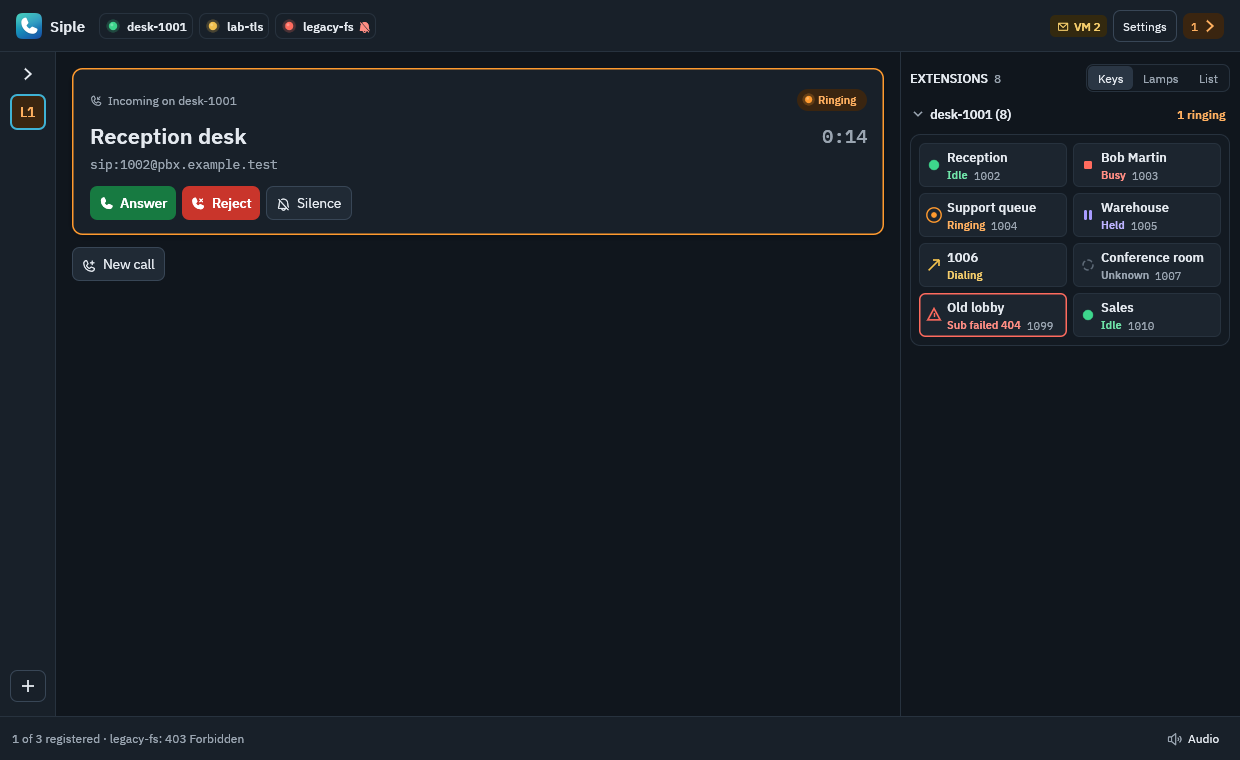 Siple
desk-1001
lab-tls
legacy-fs
VM 2
Settings
1
L1
Incoming on desk-1001
Ringing
Reception desk
0:14
sip:1002@pbx.example.test
Answer
Reject
Silence
New call
EXTENSIONS 8
Keys
Lamps
List
desk-1001 (8)
1 ringing
Reception
Idle 1002
Bob Martin
Busy 1003
Support queue
Ringing 1004
Warehouse
Held 1005
1006
Dialing
Conference room
Unknown 1007
Old lobby
Sub failed 404 1099
Sales
Idle 1010
1 of 3 registered · legacy-fs: 403 Forbidden
Audio